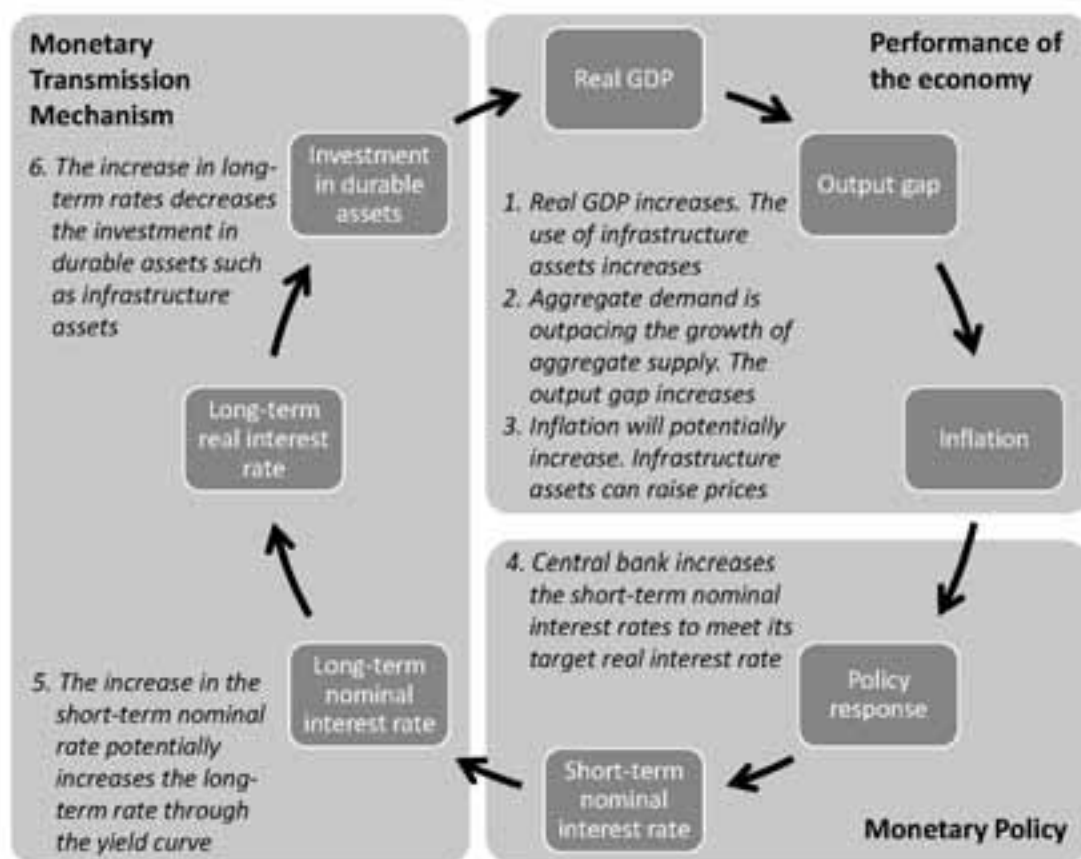 Monetary
Transmission
Mechanism
6. The increase in long-
term rates decreases
the investment in
durable assets such
as infrastructure
assets
Investment
in durable
assets
Long-term
real interest
rate
Long-term
nominal
interest rate
5. The increase in the
short-term nominal
rate potentially
increases the long-
term rate through
the yield curve
Performance of
the economy
Real GDP
Output gap
1. Real GDP increases. The
use of infrastructure
assets increases
2. Aggregate demand is
outpacing the growth of
aggregate supply. The
output gap increases
3. Inflation will potentially
increase. Infrastructure
assets can raise prices
Inflation
4. Central bank increases
the short-term nominal
interest rates to meet its
target real interest rate
Policy
response
Short-term
nominal
interest rate
Monetary Policy